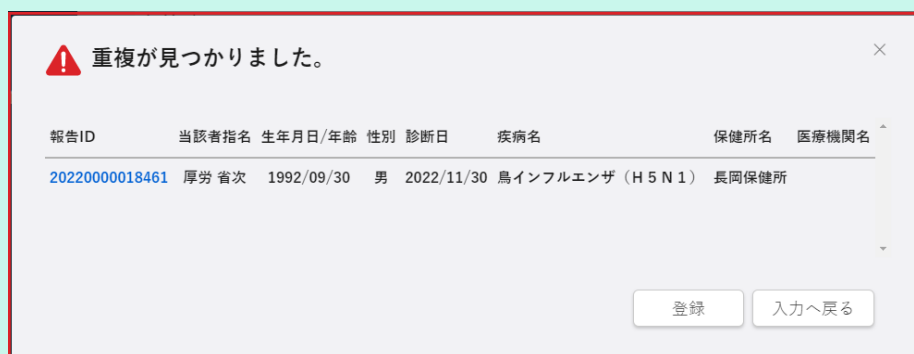 重複が見つかりました。
×
報告ID 当該者指名 生年月日/年齢 性別 診断日 疾病名 保健所名 医療機関名
20220000018461 厚労 省次 1992/09/30 男 2022/11/30 鳥インフルエンザ（H５N１） 長岡保健所
登録 入力へ戻る